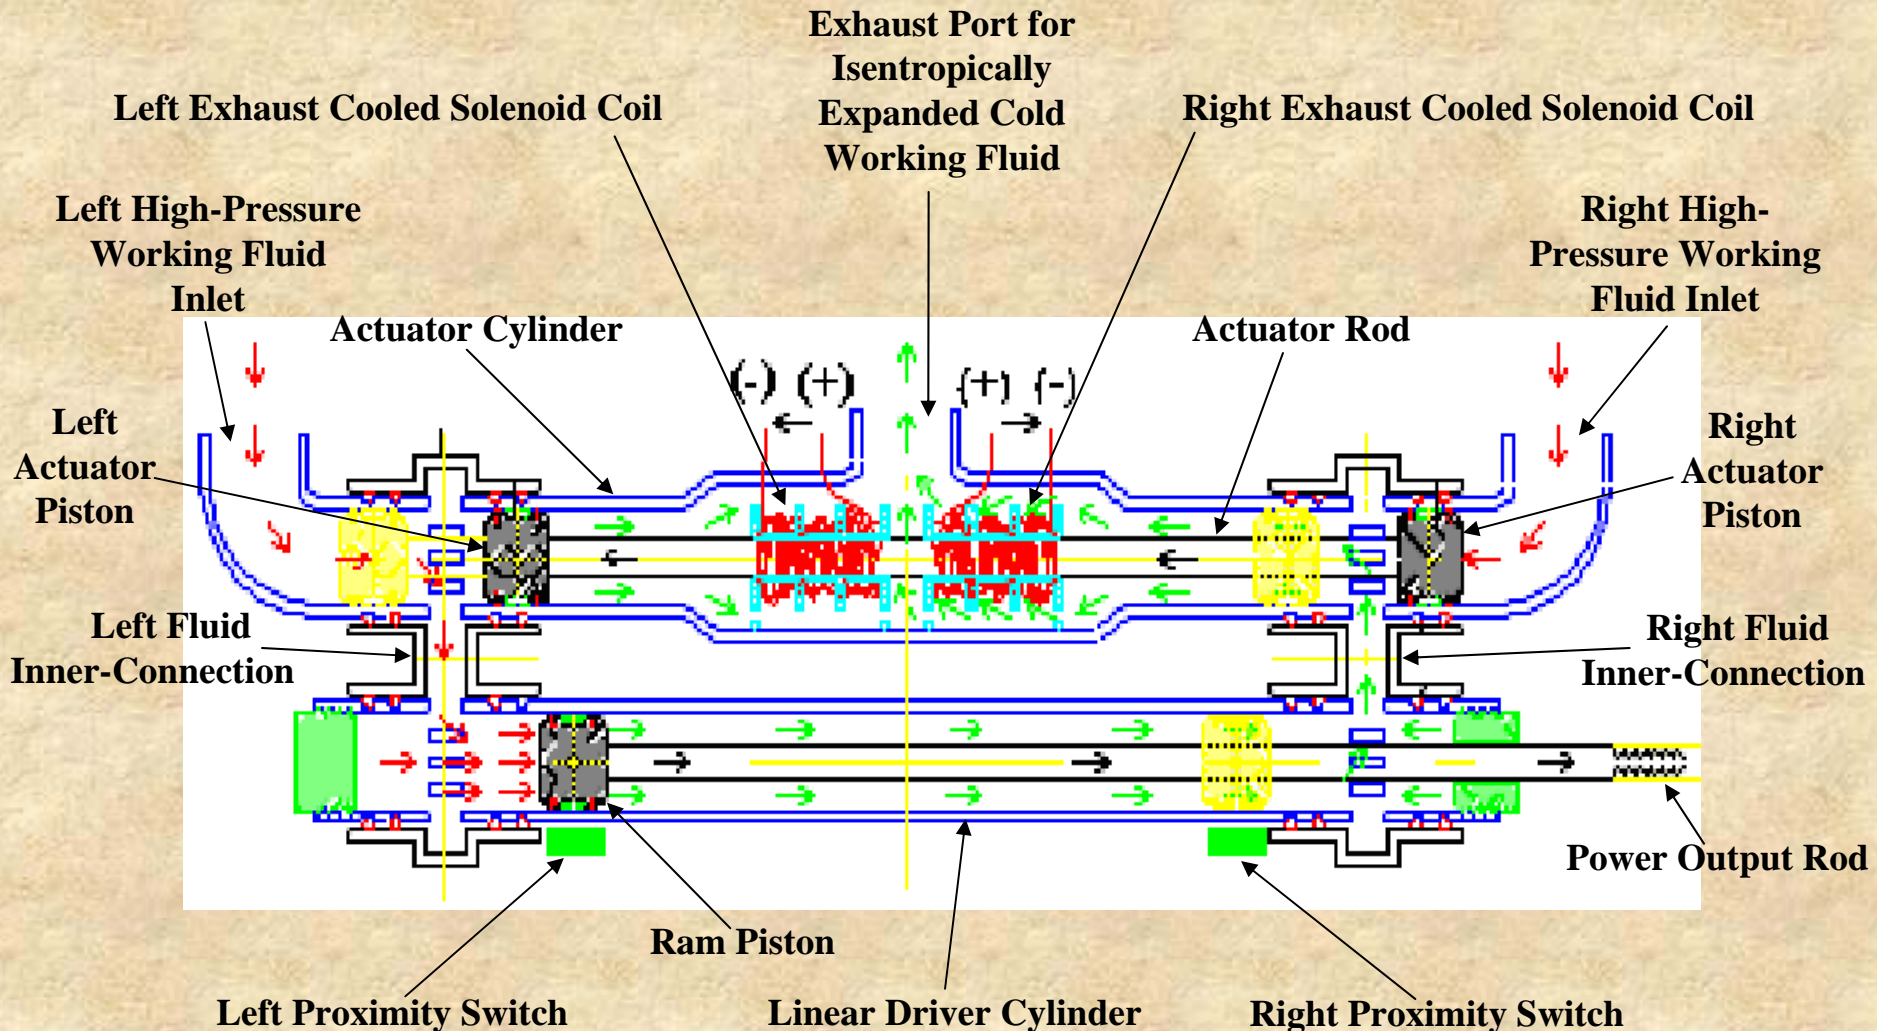 Exhaust Port for
Isentropically
Expanded Cold
Working Fluid
Left Exhaust Cooled Solenoid Coil
Right Exhaust Cooled Solenoid Coil
Left High-Pressure
Working Fluid
Inlet
Right High-
Pressure Working
Fluid Inlet
Actuator Cylinder
Actuator Rod
(-) (+)
(+) (-)
Left
Actuator
Piston
Right
Actuator
Piston
Left Fluid
Inner-Connection
Right Fluid
Inner-Connection
Power Output Rod
Ram Piston
Left Proximity Switch
Linear Driver Cylinder
Right Proximity Switch